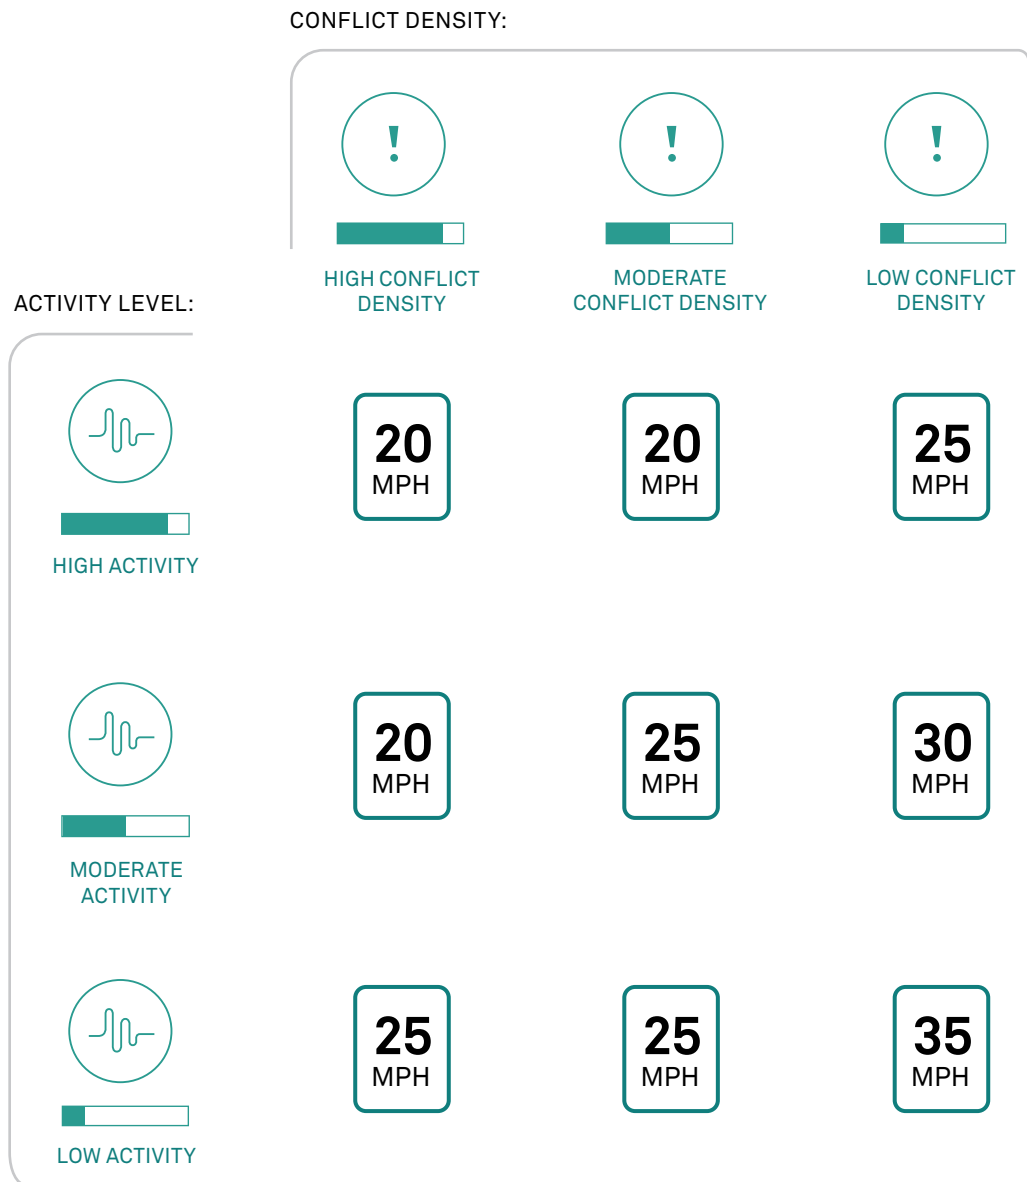 CONFLICT DENSITY:
!
!
!
HIGH CONFLICT
DENSITY
MODERATE
CONFLICT DENSITY
LOW CONFLICT
DENSITY
ACTIVITY LEVEL:
HIGH ACTIVITY
20
MPH
20
MPH
25
MPH
MODERATE
ACTIVITY
20
MPH
25
MPH
30
MPH
LOW ACTIVITY
25
MPH
25
MPH
35
MPH